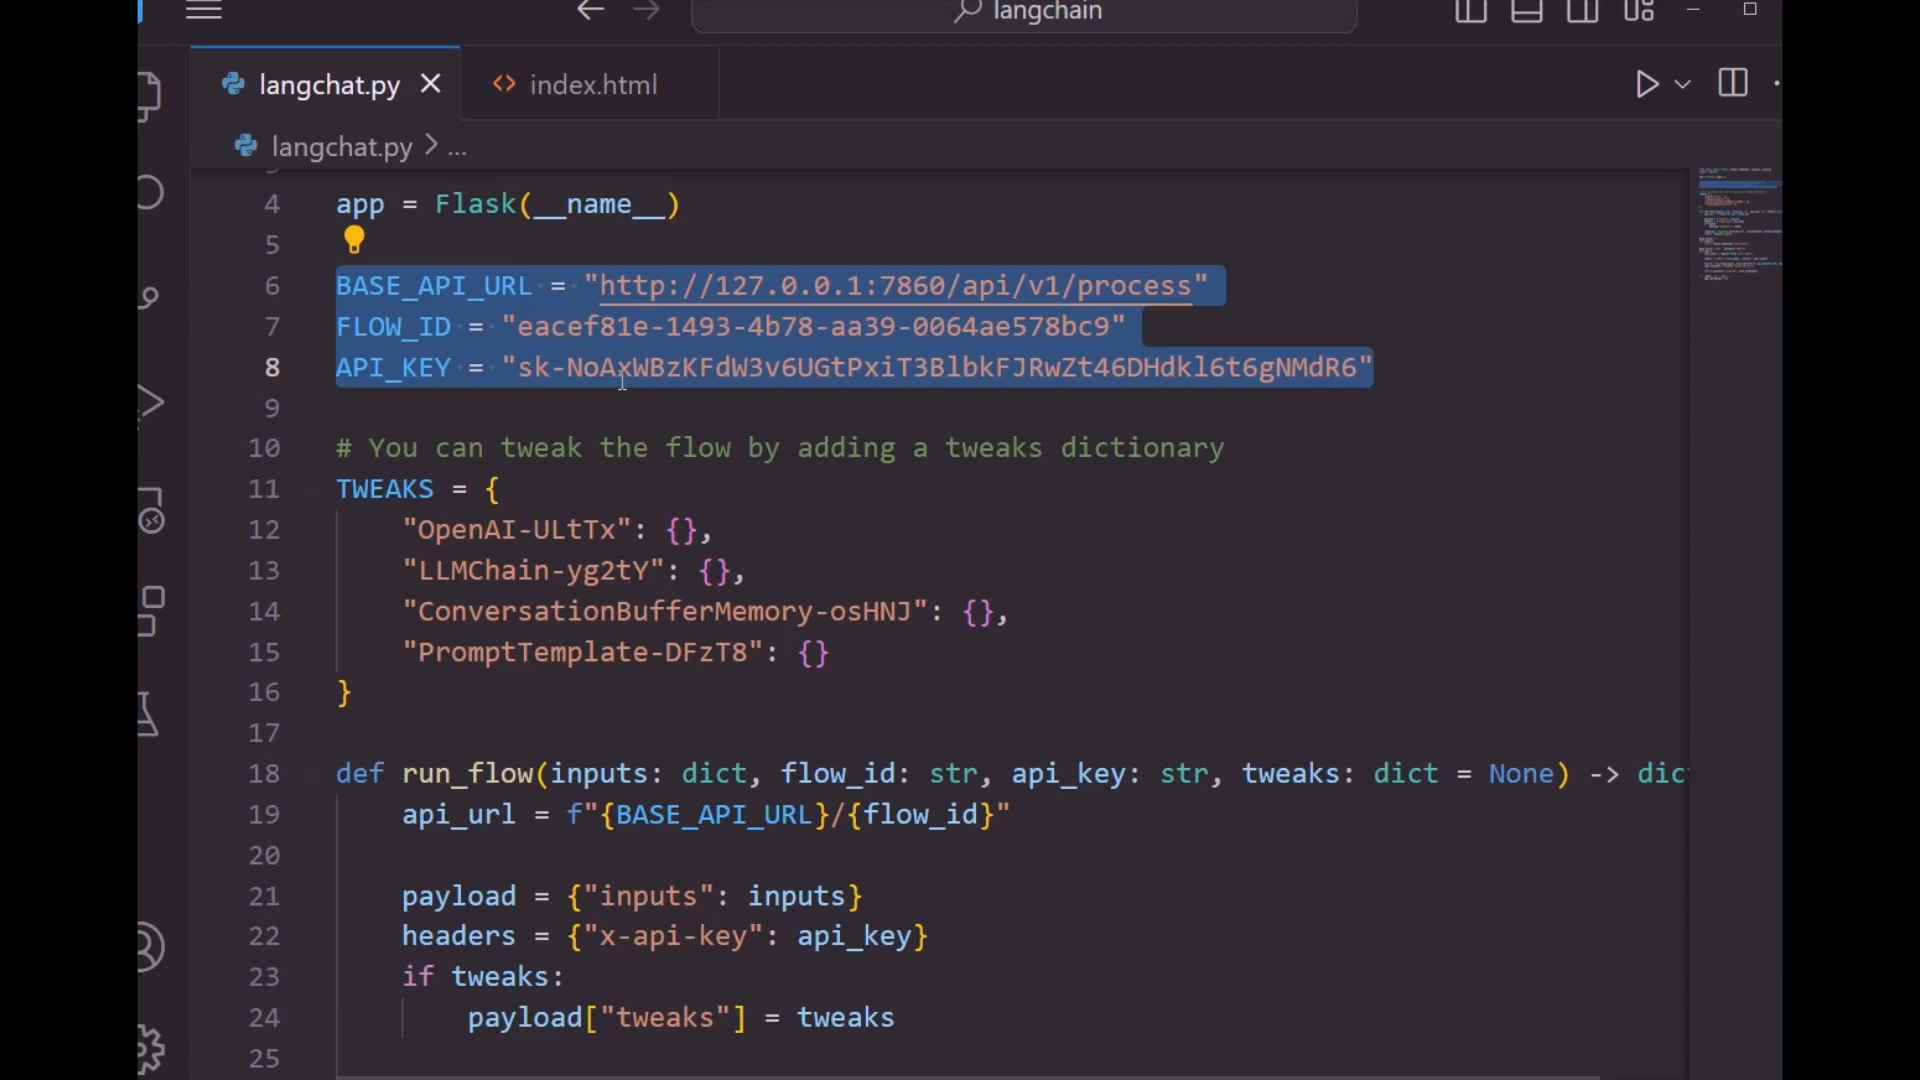 langchain
langchat.py
index.html
langchat.py > ...
4 app = Flask(__name__)
5
6 BASE_API_URL = "http://127.0.0.1:7860/api/v1/process"
7 FLOW_ID = "eacef81e-1493-4b78-aa39-0064ae578bc9"
8 API_KEY = "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"
9
10 # You can tweak the flow by adding a tweaks dictionary
11 TWEAKS = {
12 "OpenAI-ULtTx": {},
13 "LLMChain-yg2tY": {},
14 "ConversationBufferMemory-osHNJ": {},
15 "PromptTemplate-DFzT8": {}
16 }
17
18 def run_flow(inputs: dict, flow_id: str, api_key: str, tweaks: dict = None) -> dic
19 api_url = f"{BASE_API_URL}/{flow_id}"
20
21 payload = {"inputs": inputs}
22 headers = {"x-api-key": api_key}
23 if tweaks:
24 payload["tweaks"] = tweaks
25